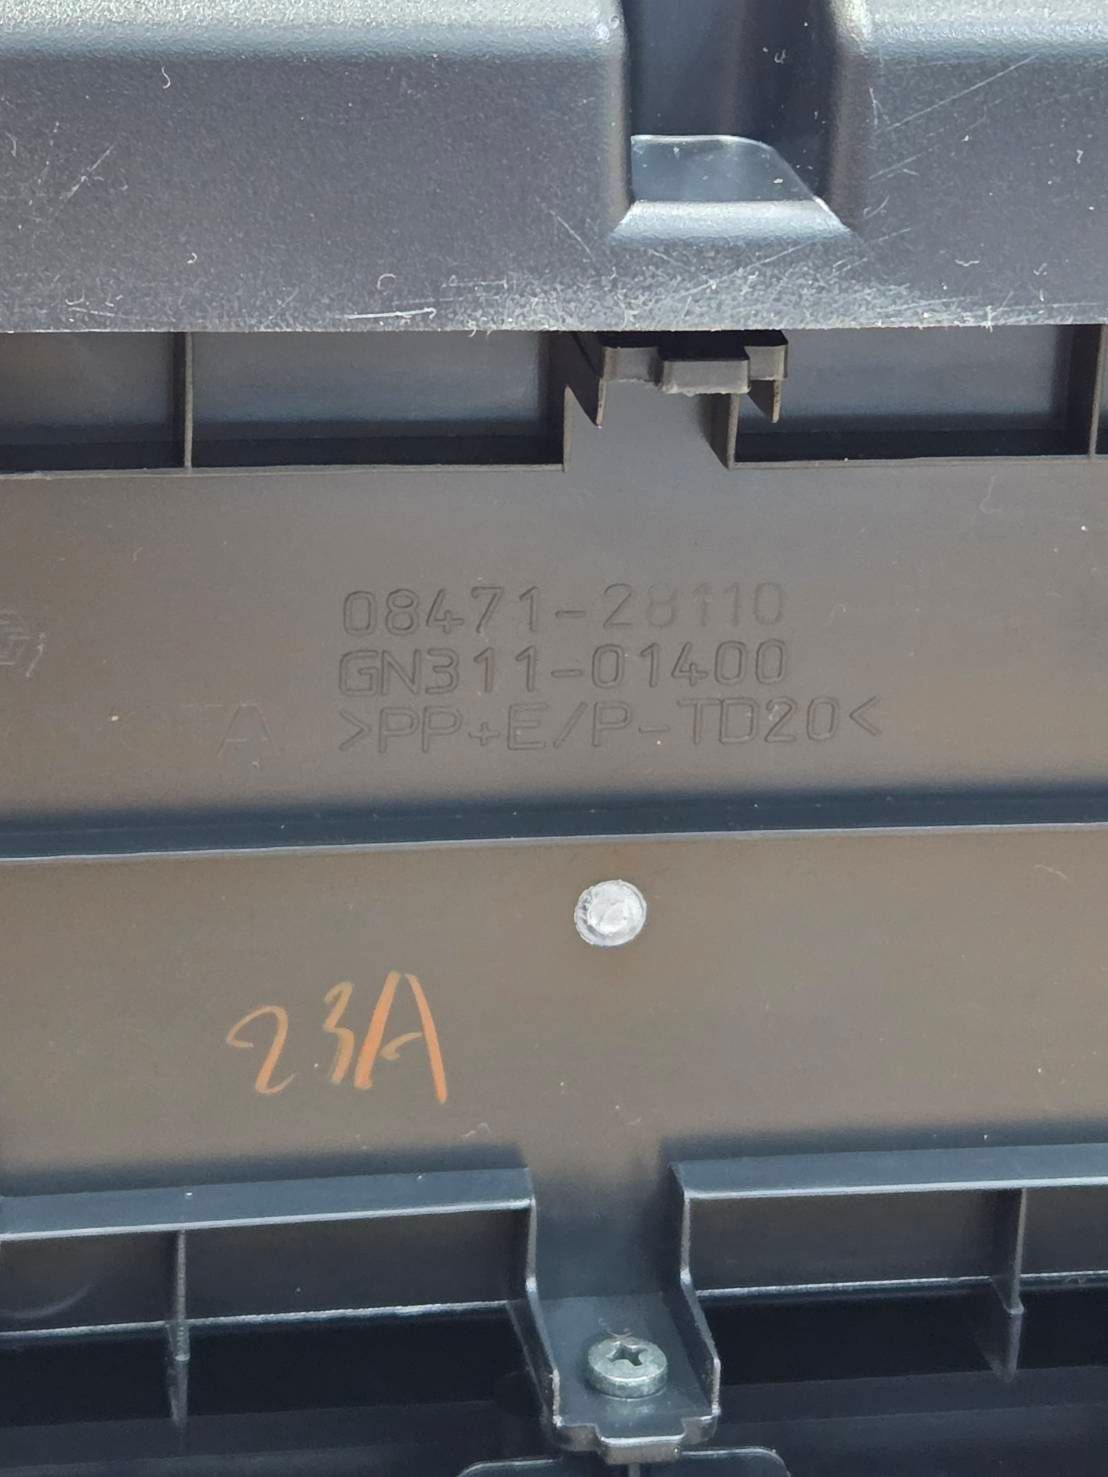 08471-28110
GN311-01400
A >PP+E/P-TD20<
23A